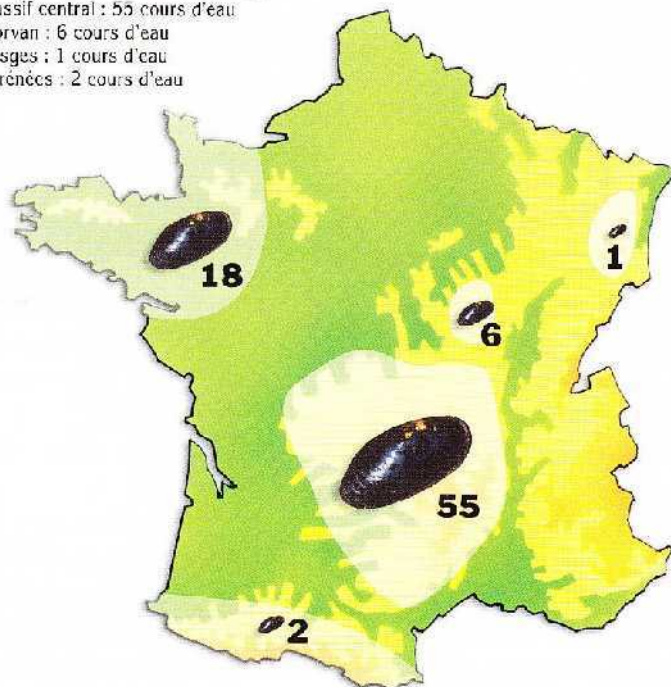 assif central : 55 cours d'eau
orvan : 6 cours d'eau
sges : 1 cours d'eau
rénées : 2 cours d'eau
18
1
6
55
2